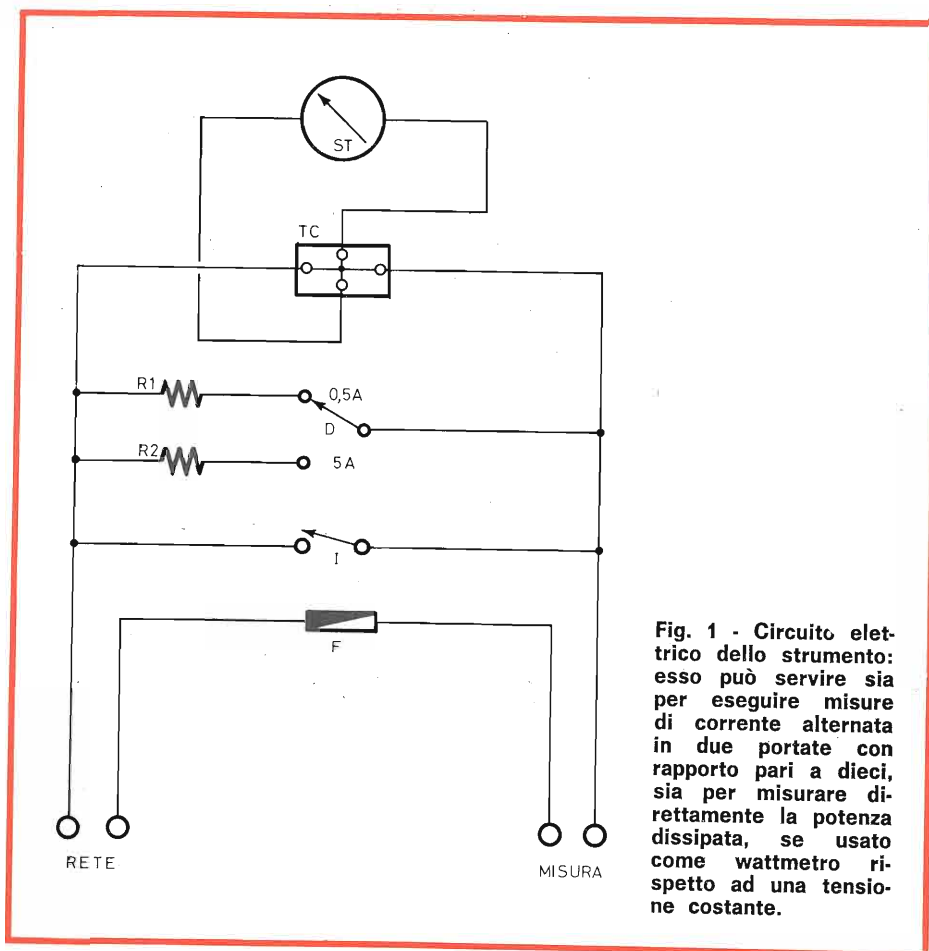 ST
TC
R1
0,5A
D
R2
5A
I
F
RETE
MISURA
Fig. 1 - Circuito elet-
trico dello strumento:
esso può servire sia
per eseguire misure
di corrente alternata
in due portate con
rapporto pari a dieci,
sia per misurare di-
rettamente la potenza
dissipata, se usato
come wattmetro ri-
spetto ad una tensio-
ne costante.